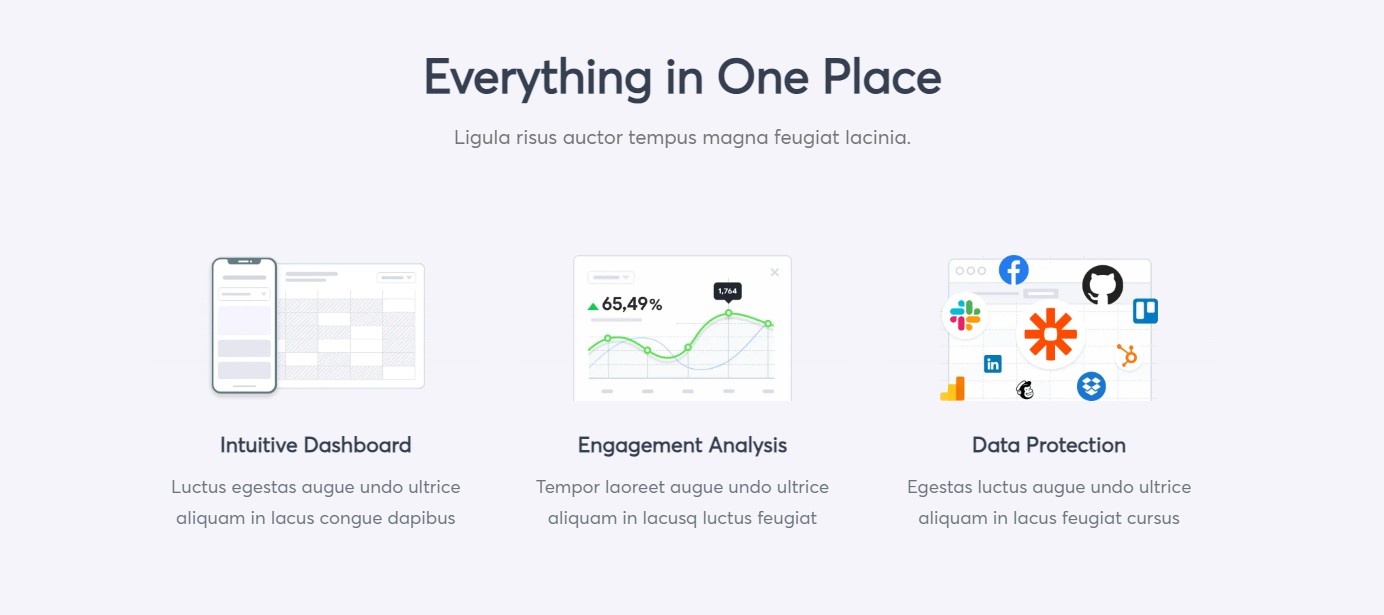 Everything in One Place
Ligula risus auctor tempus magna feugiat lacinia.
65,49%
1,764
in
Intuitive Dashboard
Engagement Analysis
Data Protection
Luctus egestas augue undo ultrice
aliquam in lacus congue dapibus
Tempor laoreet augue undo ultrice
aliquam in lacusq luctus feugiat
Egestas luctus augue undo ultrice
aliquam in lacus feugiat cursus